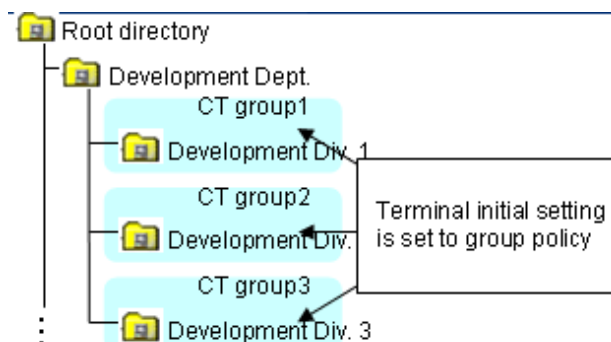 Root directory
Development Dept.
CT group1
Development Div. 1
CT group2
Development Div.
CT group3
Development Div. 3
Terminal initial setting
is set to group policy